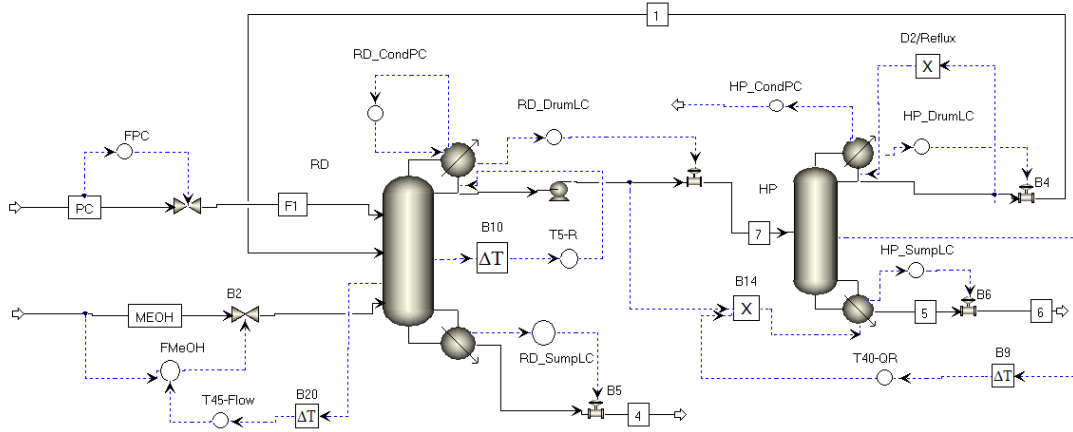 1
D2/Reflux
X
RD_CondPC
HP_CondPC
RD_DrumLC
HP_DrumLC
FPC
RD
HP
B4
PC
F1
B10
ΔT
T5-R
7
HP_SumpLC
B2
B14
B6
MEOH
X
5
6
RD_SumpLC
FMeOH
T40-QR
B9
ΔT
T45-Flow
B20
ΔT
B5
4